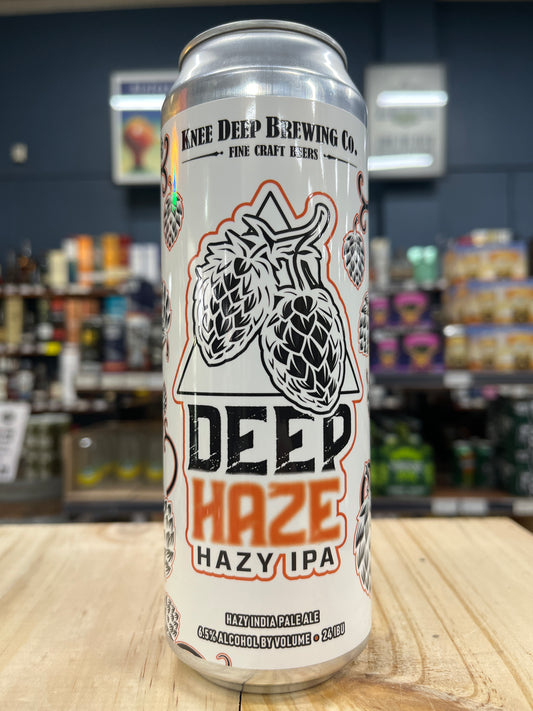 KNEE DEEP BREWING CO.
FINE CRAFT BEERS
DEEP
HAZE
HAZY IPA
HAZY INDIA PALE ALE
6.5% ALCOHOL BY VOLUME • 24 IBU